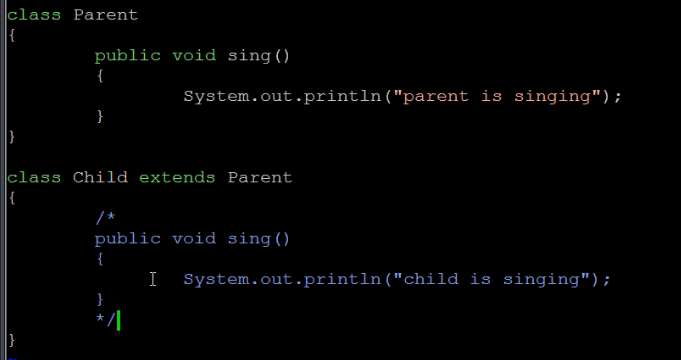 class Parent
{
public void sing()
{
System.out.println("parent is singing");
}
}
class Child extends Parent
{
/*
public void sing()
{
System.out.println("child is singing");
}
*/
}